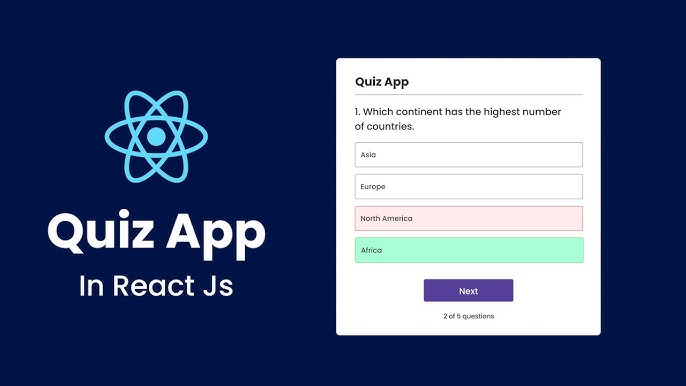 Quiz App
In React Js
Quiz App
1. Which continent has the highest number
of countries.
Asia
Europe
North America
Africa
Next
2 of 5 questions